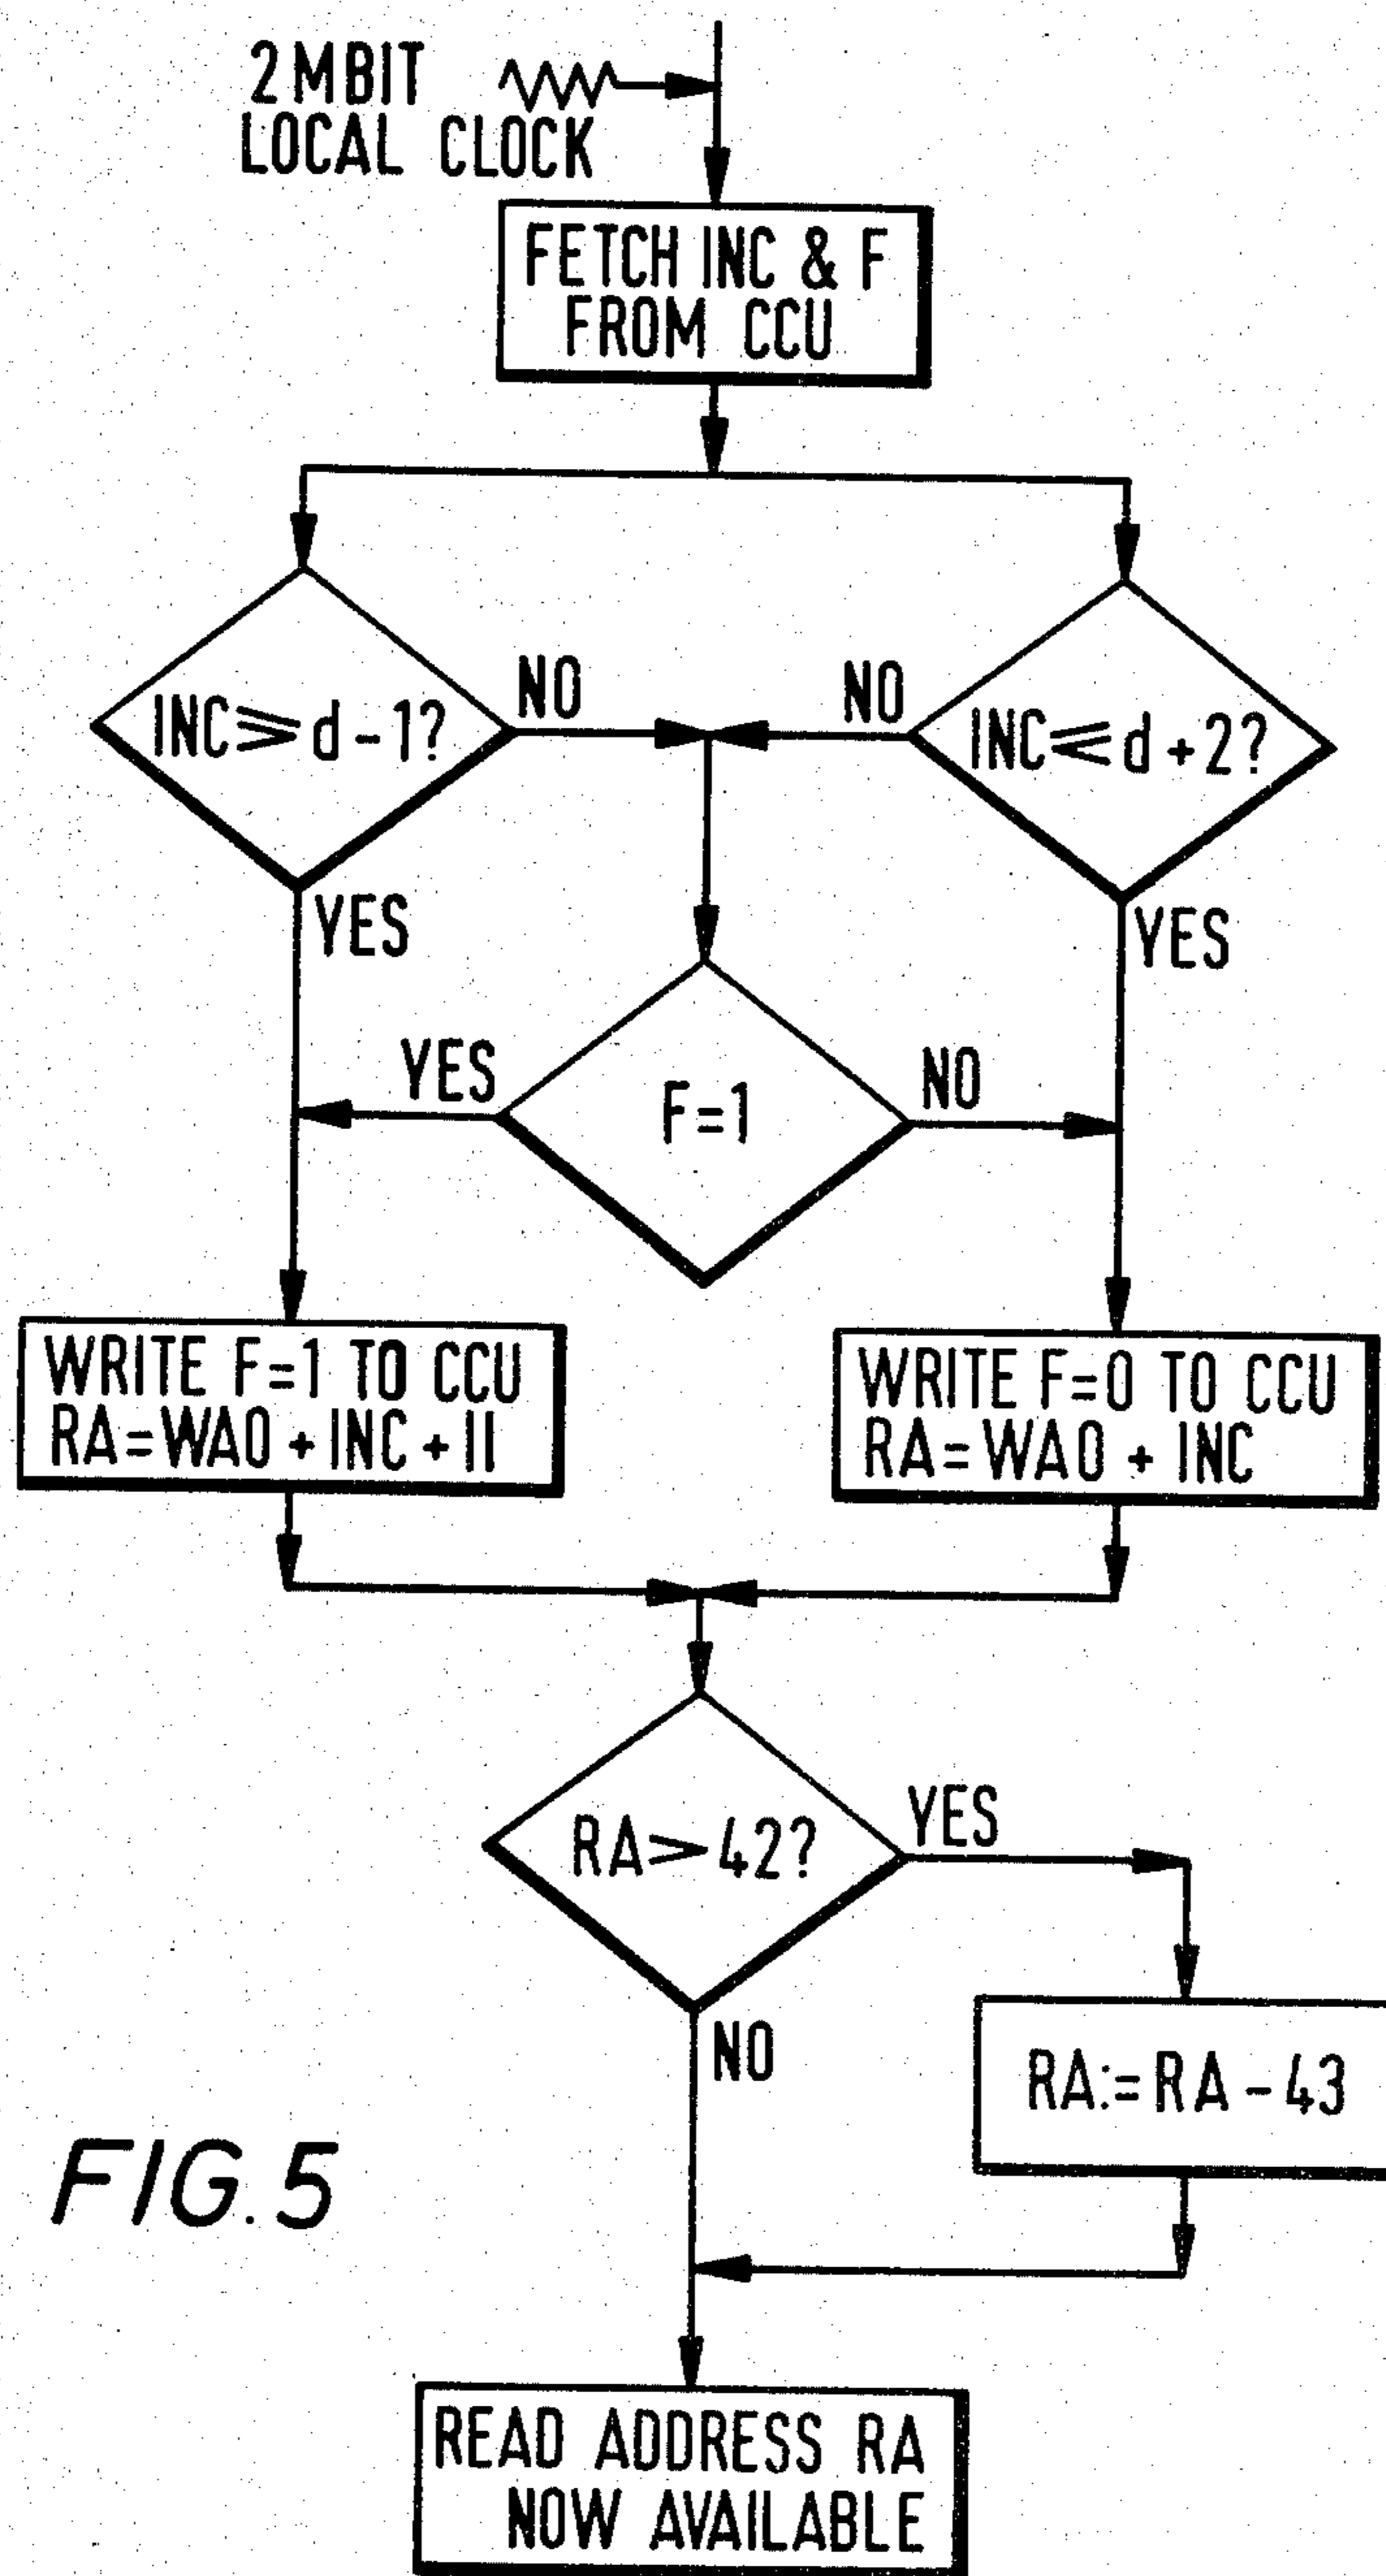 2 MBIT
LOCAL CLOCK
FETCH INC & F
FROM CCU
INC⩾d-1?
NO
NO
INC⩽d+2?
YES
YES
YES
F=1
NO
WRITE F=1 TO CCU
RA=WA0+INC+11
WRITE F=0 TO CCU
RA=WA0+INC
RA>42?
YES
NO
RA:=RA-43
FIG.5
READ ADDRESS RA
NOW AVAILABLE